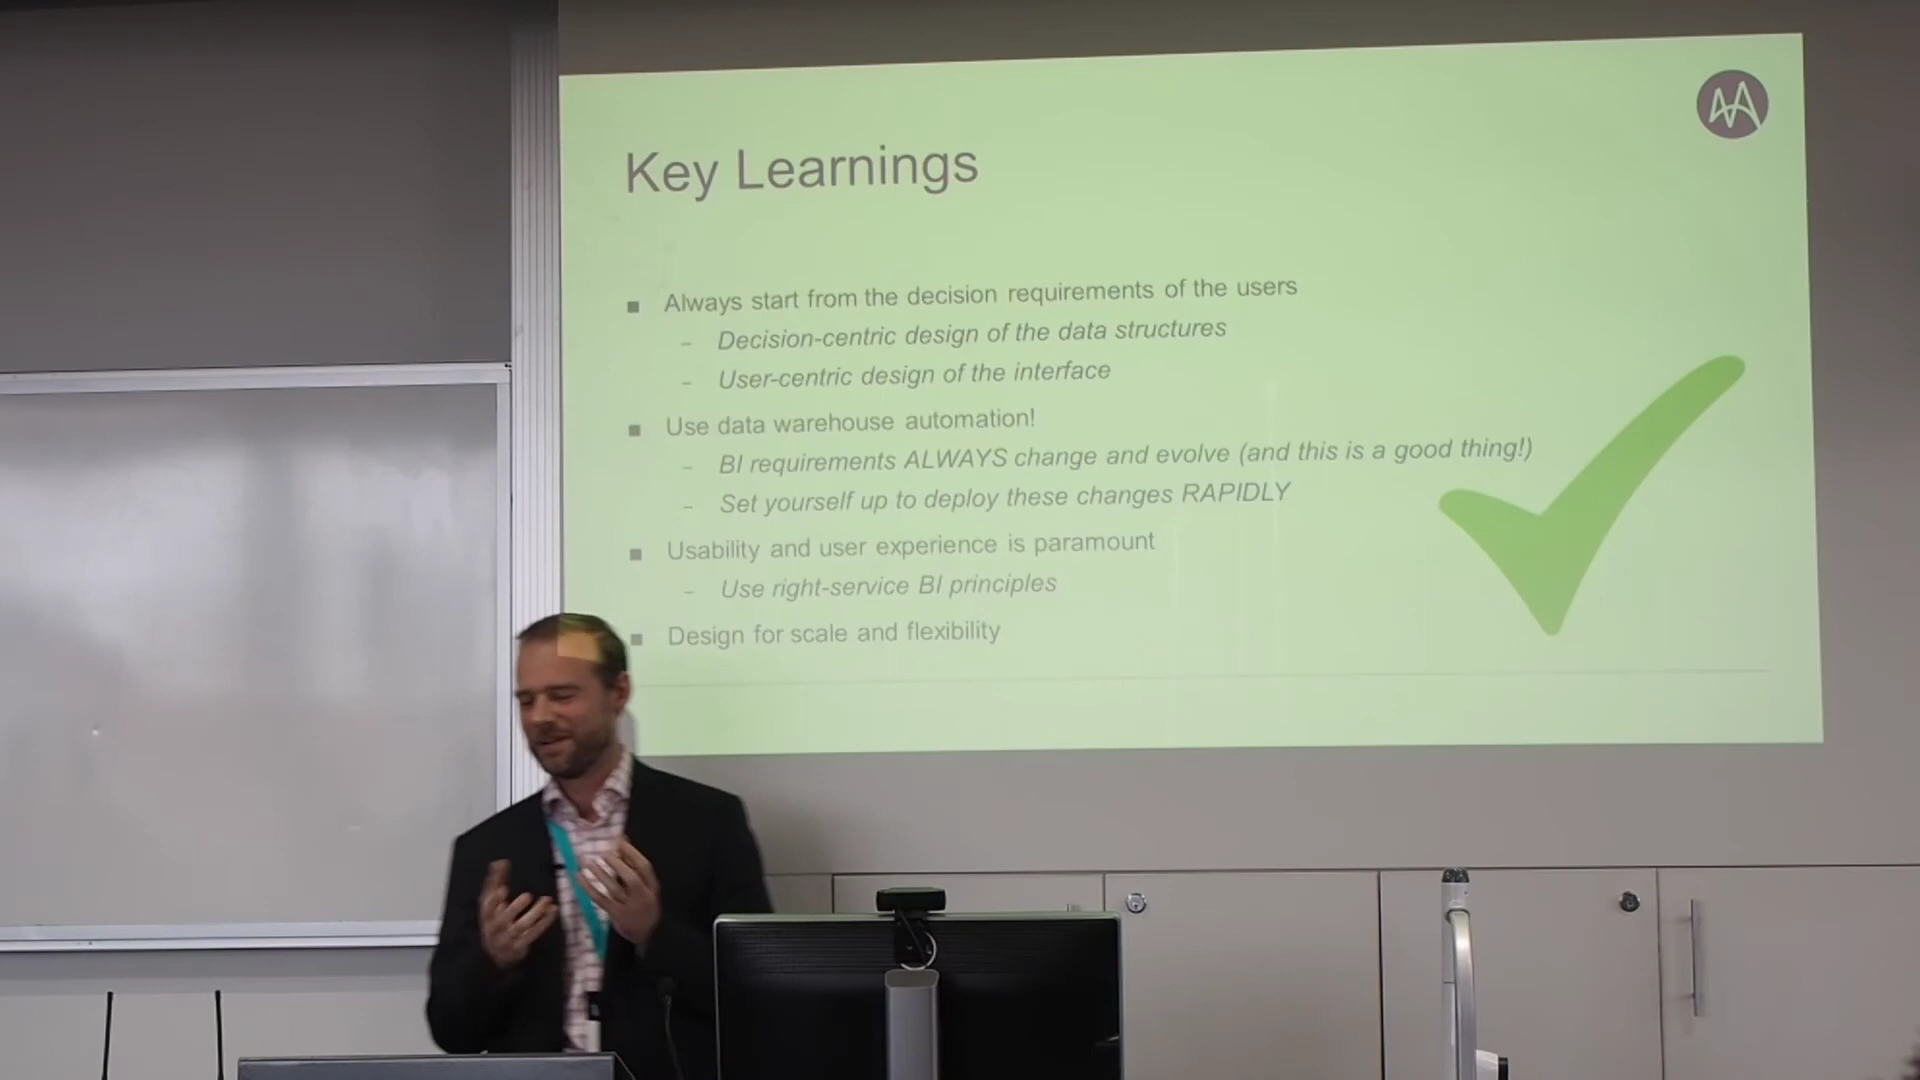 Key Learnings
Always start from the decision requirements of the users
- Decision-centric design of the data structures
- User-centric design of the interface
Use data warehouse automation!
- BI requirements ALWAYS change and evolve (and this is a good thing!)
- Set yourself up to deploy these changes RAPIDLY
Usability and user experience is paramount
- Use right-service BI principles
Design for scale and flexibility